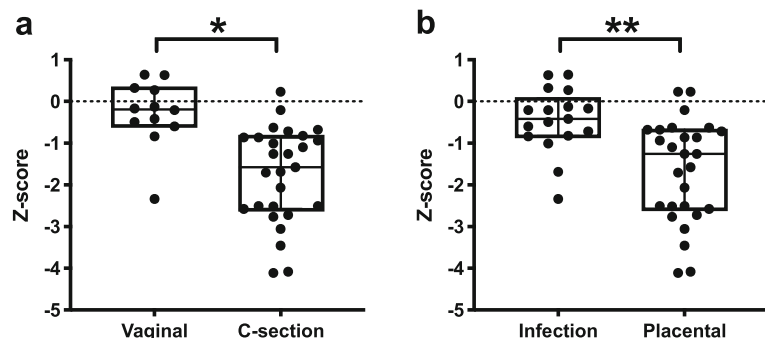 a
*
Z-score
1
0
-1
-2
-3
-4
-5
Vaginal
C-section
b
**
Z-score
1
0
-1
-2
-3
-4
-5
Infection
Placental